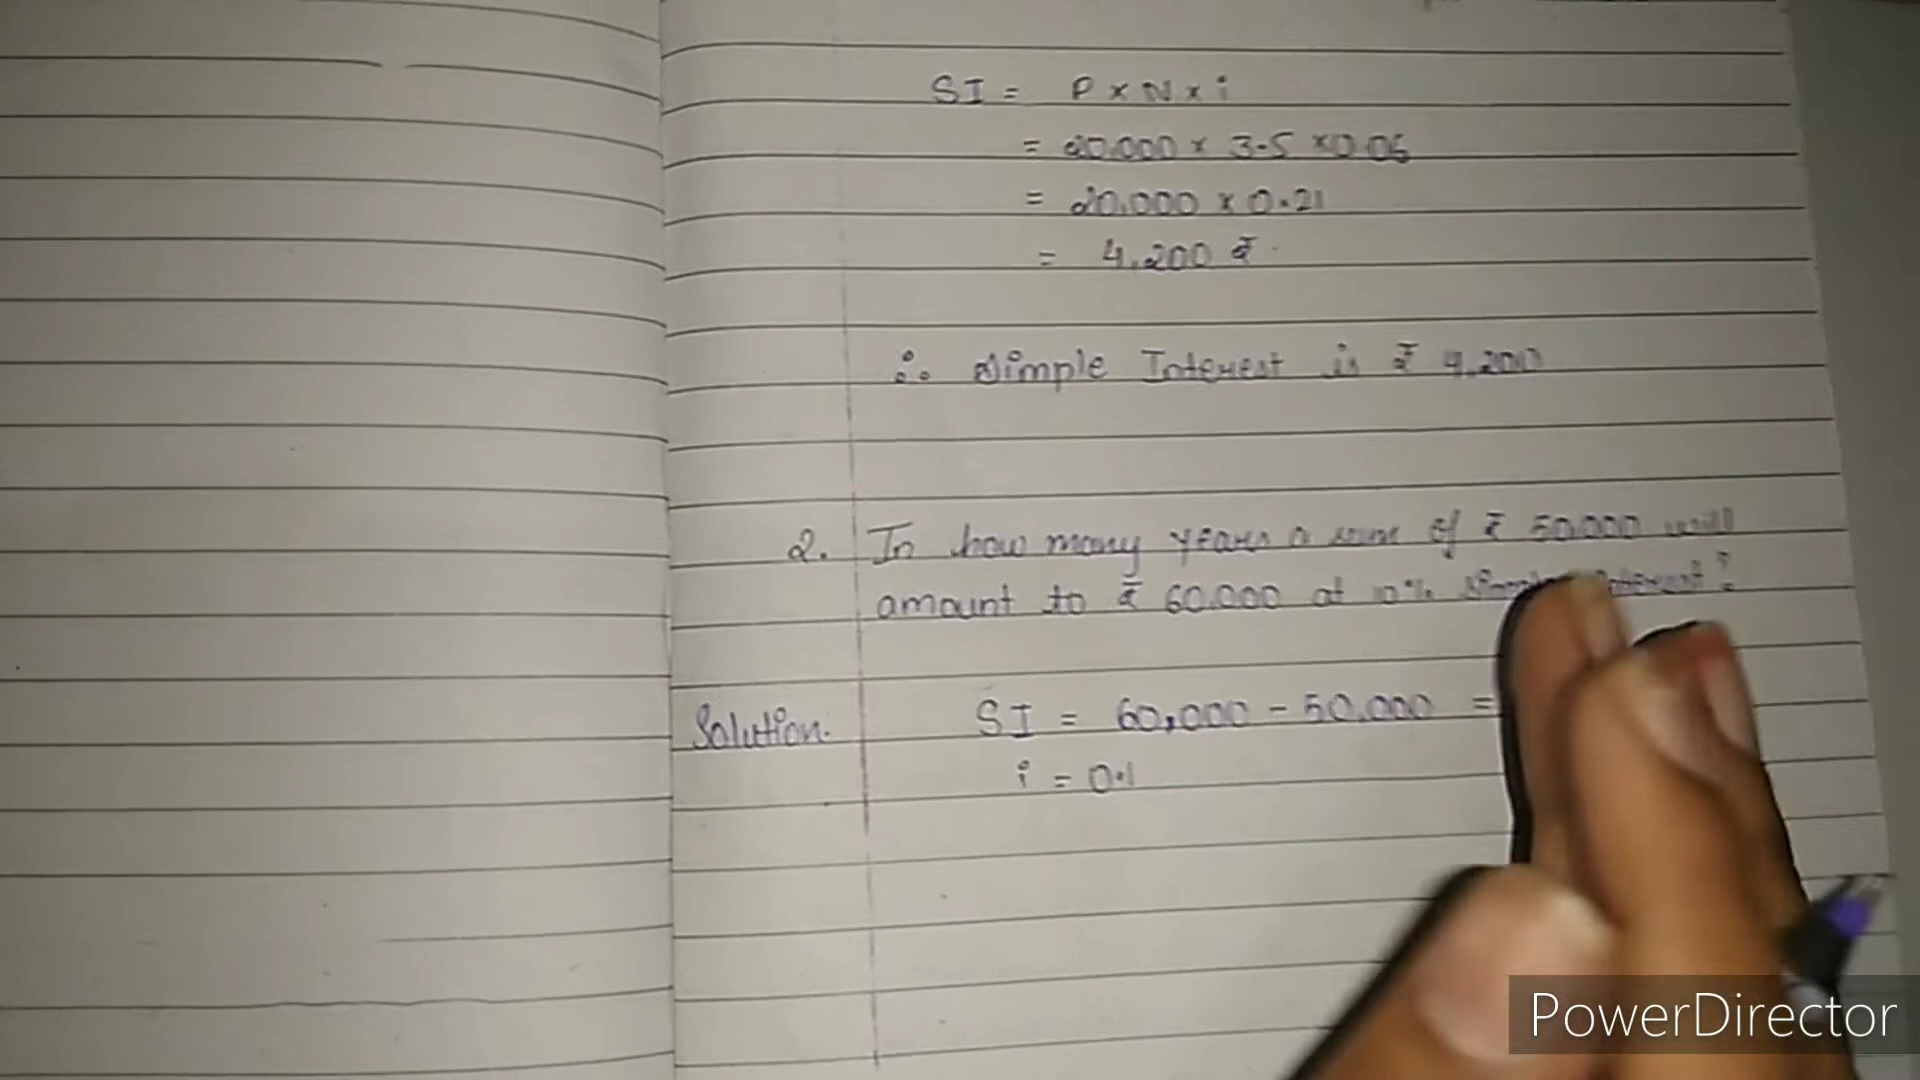 SI = P x N x i
= 20,000 x 3.5 x 0.06
= 20,000 x 0.21
= 4,200 ₹.
∴ Simple Interest is ₹ 4,200
2. In how many years a sum of ₹ 50,000 will
amount to ₹ 60,000 at 10% Interest?
Solution. SI = 60,000 - 50,000 =
i = 0.1
PowerDirector